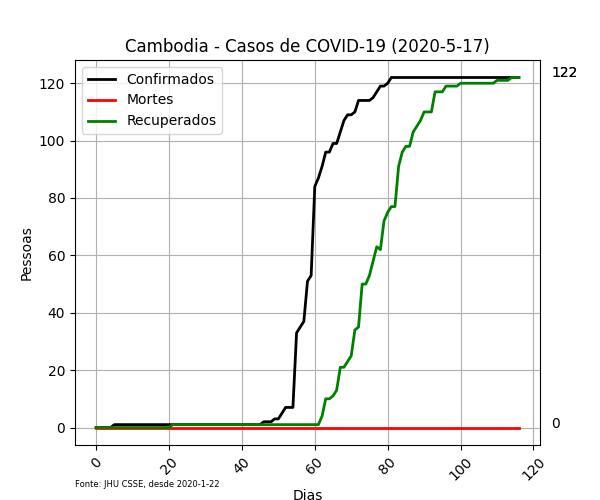 Cambodia - Casos de COVID-19 (2020-5-17)
Confirmados
Mortes
Recuperados
122
0
Pessoas
120
100
80
60
40
20
0
0 20 40 60 80 100 120
Fonte: JHU CSSE, desde 2020-1-22
Dias